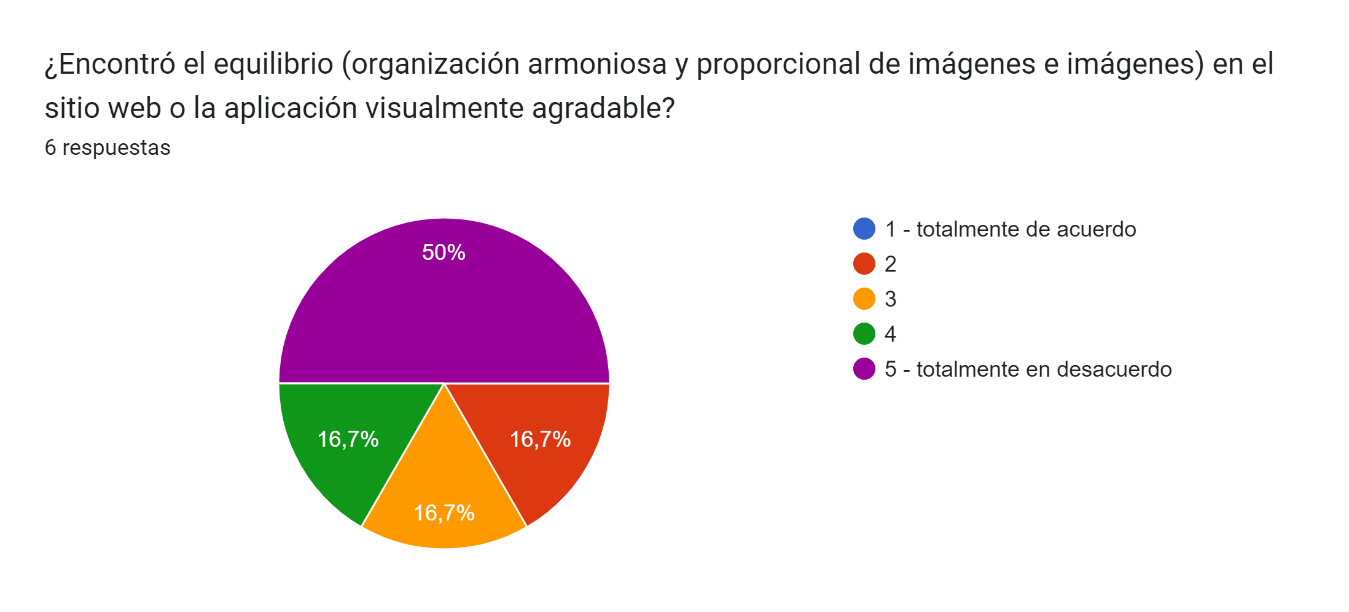 ¿Encontró el equilibrio (organización armoniosa y proporcional de imágenes e imágenes) en el
sitio web o la aplicación visualmente agradable?
6 respuestas
50%
16,7%
16,7%
16,7%
1 - totalmente de acuerdo
2
3
4
5 - totalmente en desacuerdo